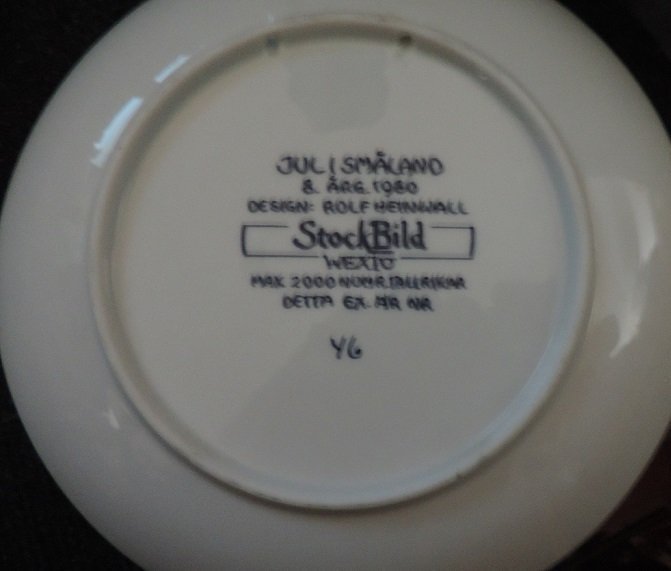 JUL I SMÅLAND
8. ÅRG. 1980
DESIGN: ROLF HEINWALL
StockBild
WEXIÖ
MAX. 2000 NUMR. TALLRIKAR
DETTA EX. ÄR NR
46